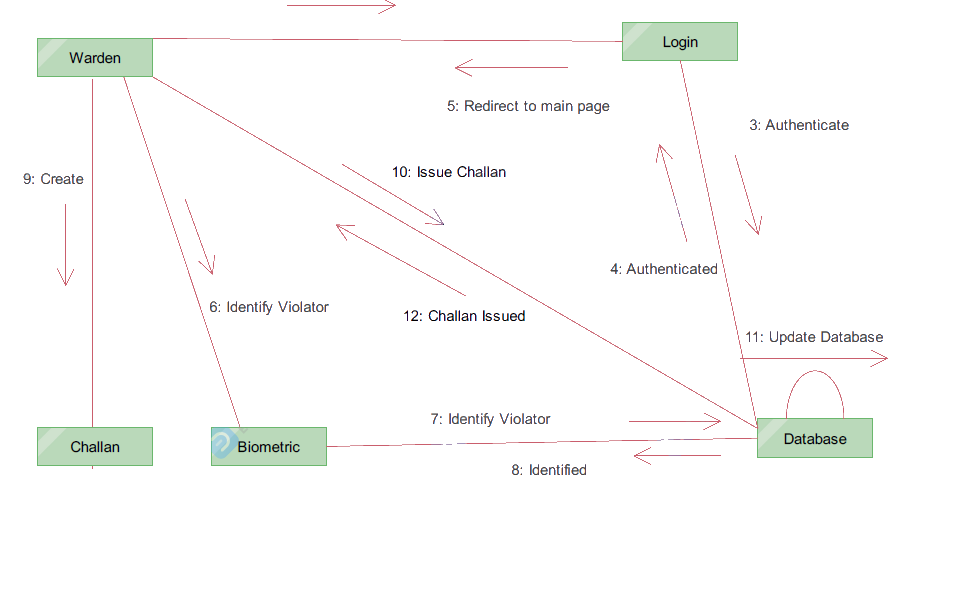 Warden
Login
5: Redirect to main page
3: Authenticate
10: Issue Challan
9: Create
4: Authenticated
6: Identify Violator
12: Challan Issued
11: Update Database
7: Identify Violator
Challan
Biometric
Database
8: Identified